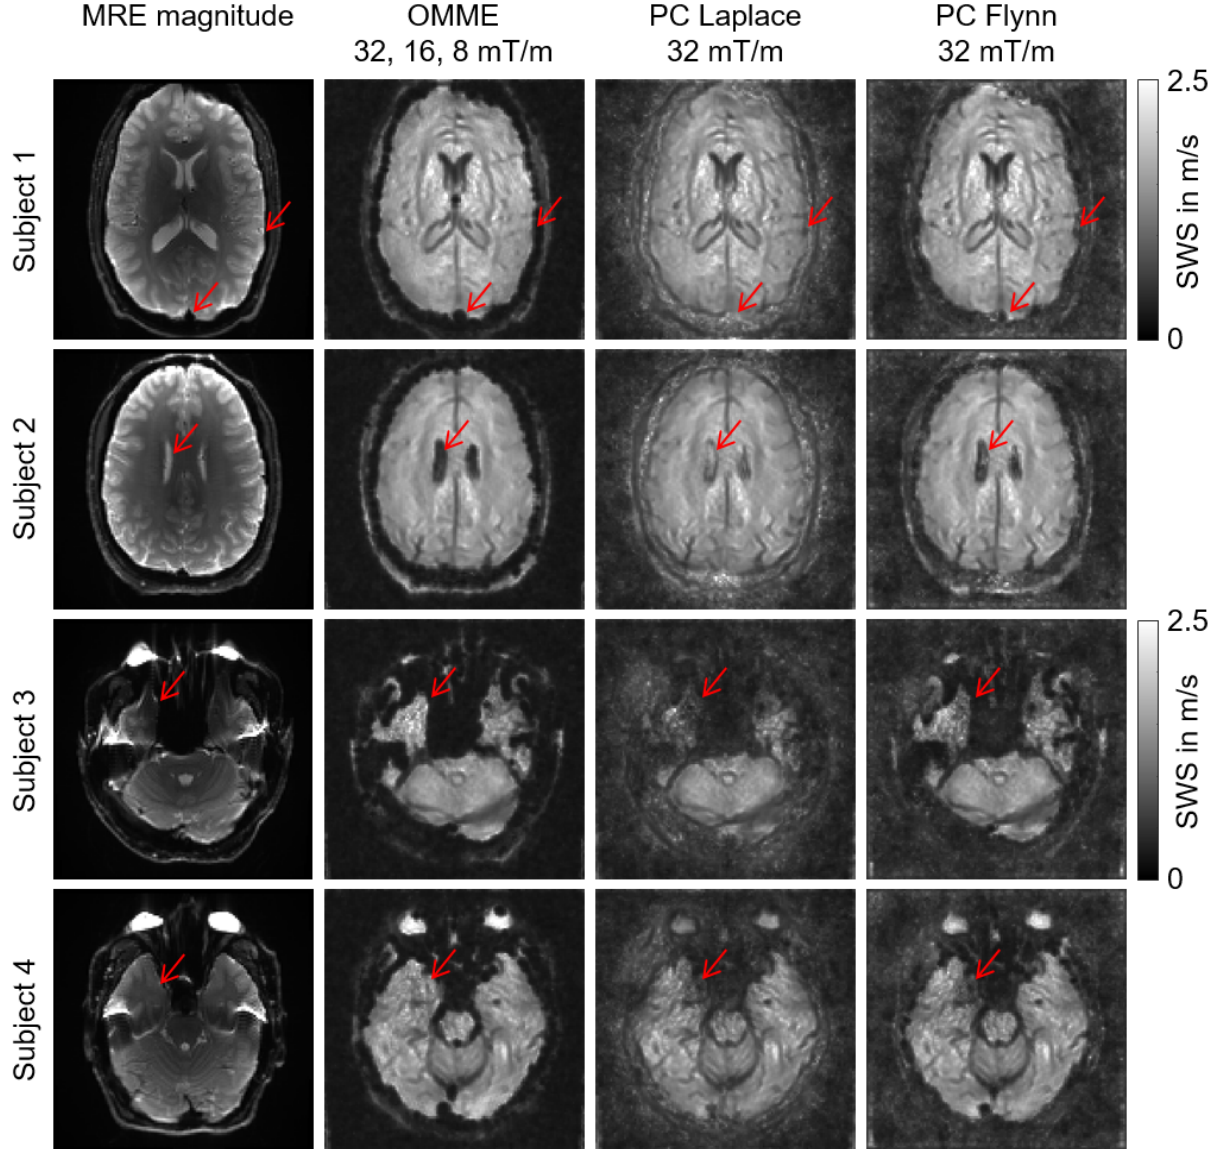 MRE magnitude
OMME
32, 16, 8 mT/m
PC Laplace
32 mT/m
PC Flynn
32 mT/m
Subject 1
2.5
SWS in m/s
0
Subject 2
Subject 3
2.5
SWS in m/s
0
Subject 4